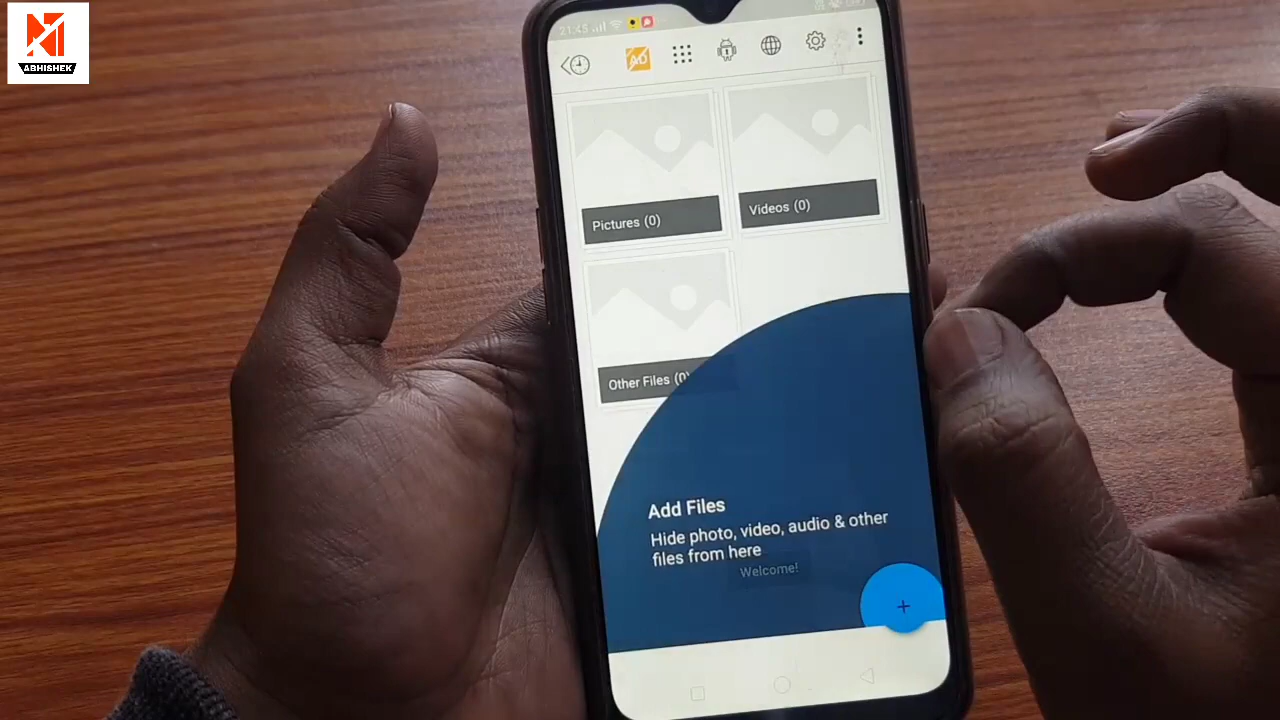 ABHISHEK
21:45
AD
Pictures (0)
Videos (0)
Other Files (0)
Add Files
Hide photo, video, audio & other
files from here
Welcome!
+